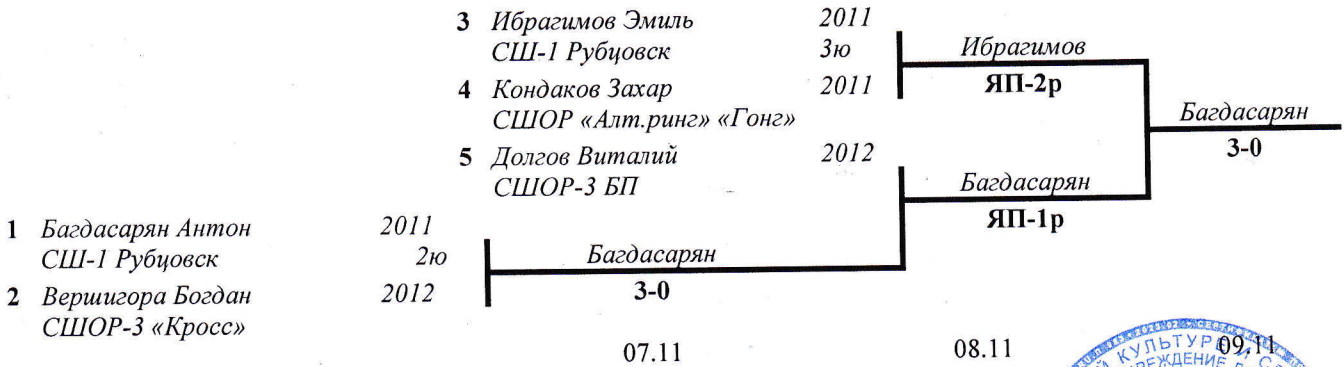 3 Ибрагимов Эмиль 2011
СШ-1 Рубцовск 3ю
Ибрагимов
ЯП-2р
4 Кондаков Захар 2011
СШОР «Алт.ринг» «Гонг»
Багдасарян
3-0
5 Долгов Виталий 2012
СШОР-3 БП
Багдасарян
ЯП-1р
1 Багдасарян Антон 2011
СШ-1 Рубцовск 2ю
Багдасарян
3-0
2 Вершигора Богдан 2012
СШОР-3 «Кросс»
07.11 08.11 09.11
КУЛЬТУРЕ И